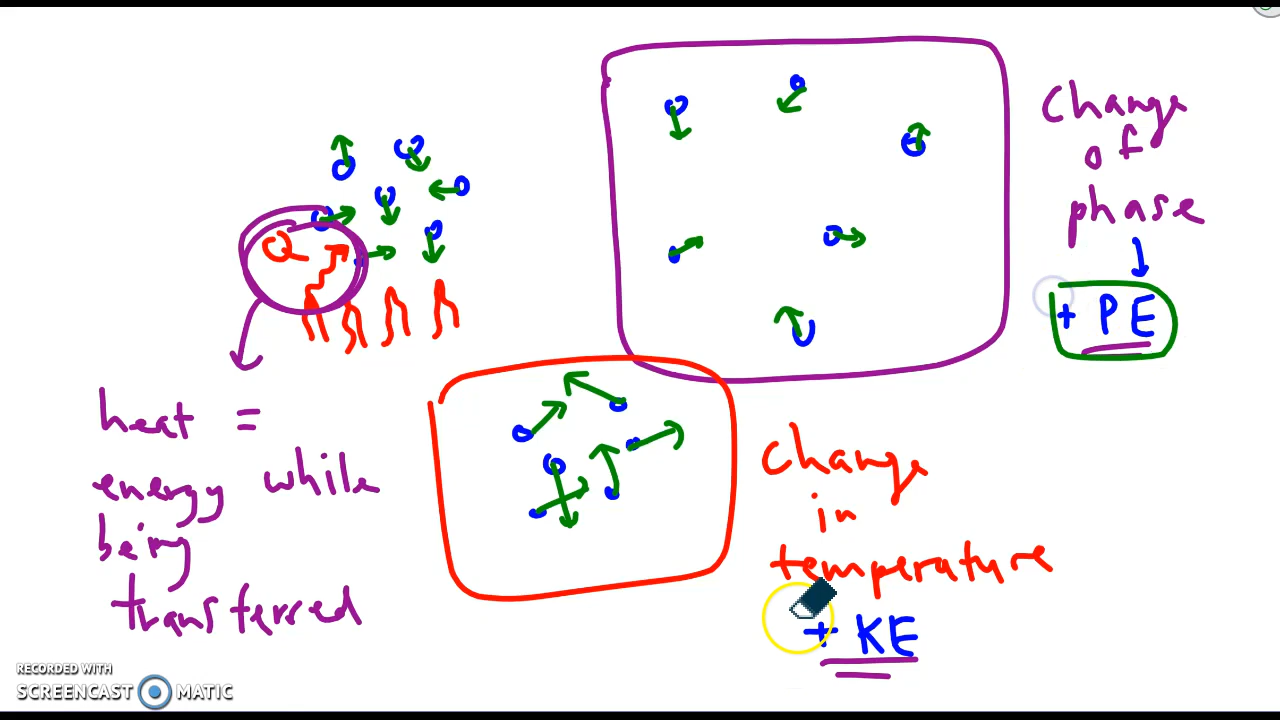 Q
heat =
energy while
being
transferred
change
of
phase
+ PE
change
in
temperature
+ KE
RECORDED WITH
SCREENCAST MATIC